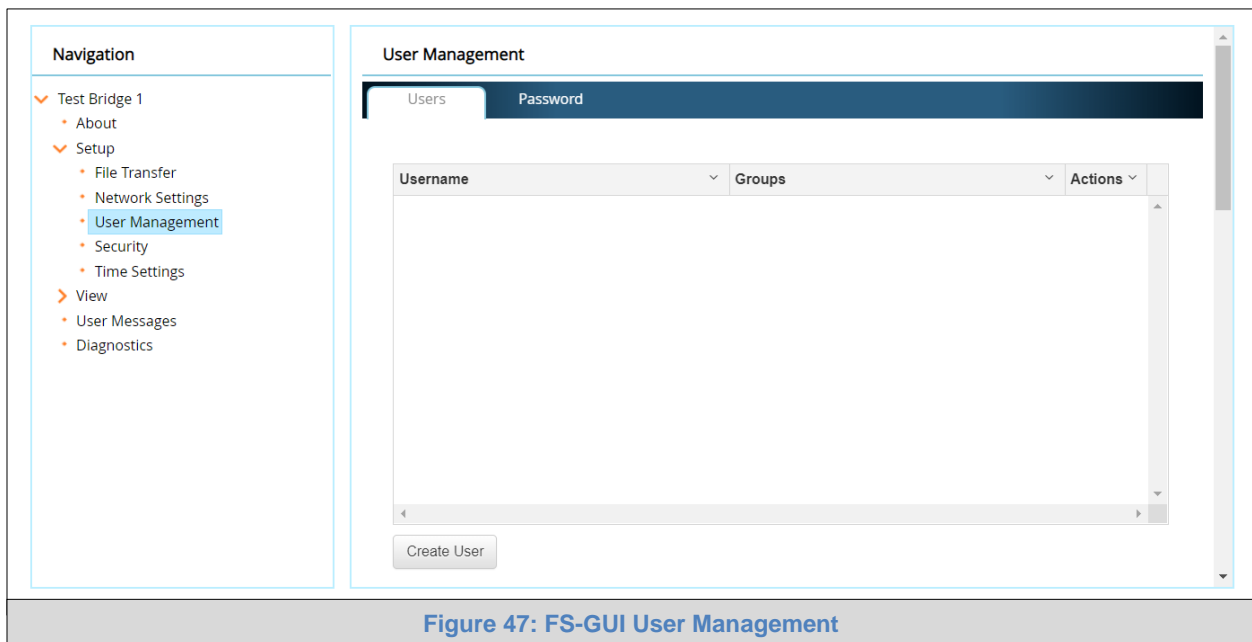 Navigation
Test Bridge 1
About
Setup
File Transfer
Network Settings
User Management
Security
Time Settings
View
User Messages
Diagnostics
User Management
Users Password
Username Groups Actions
Create User
Figure 47: FS-GUI User Management